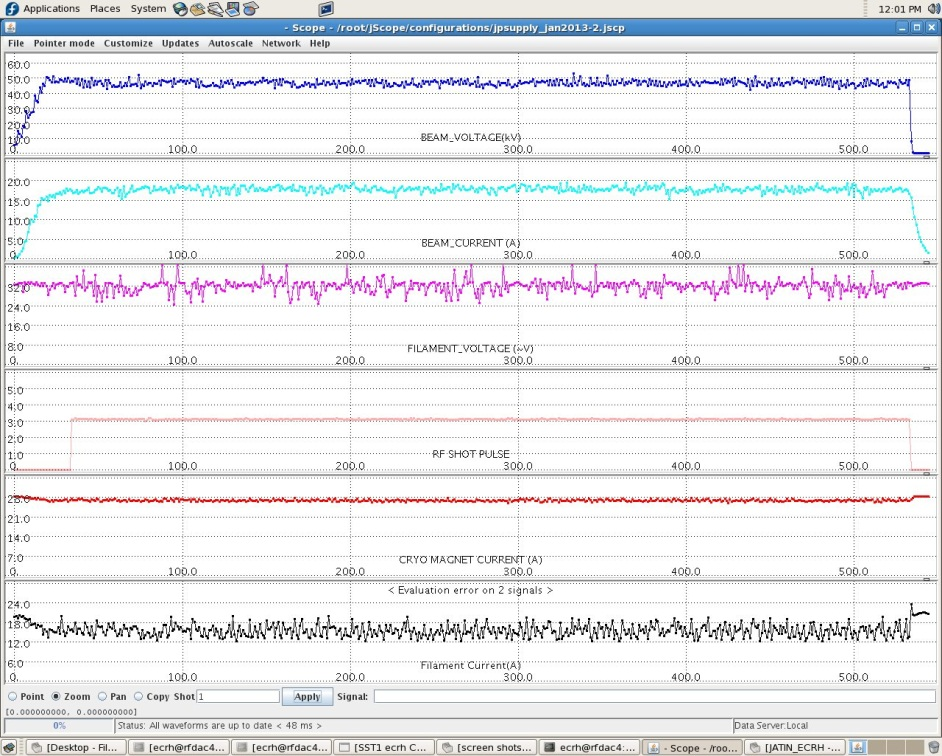 Applications Places System 12:01 PM
- Scope - /root/jScope/configurations/jpsupply_jan2013-2.jscp
File Pointer mode Customize Updates Autoscale Network Help
60.0
50.0
40.0
30.0
20.0
10.0
BEAM_VOLTAGE(kV)
0. 100.0 200.0 300.0 400.0 500.0
20.0
15.0
10.0
5.0
BEAM_CURRENT (A)
0. 100.0 200.0 300.0 400.0 500.0
32.0
24.0
16.0
8.0
FILAMENT_VOLTAGE (~V)
0. 100.0 200.0 300.0 400.0 500.0
5.0
4.0
3.0
2.0
1.0
RF SHOT PULSE
0. 100.0 200.0 300.0 400.0 500.0
28.0
21.0
14.0
7.0
CRYO MAGNET CURRENT (A)
0. 100.0 200.0 300.0 400.0 500.0
< Evaluation error on 2 signals >
24.0
18.0
12.0
6.0
Filament Current(A)
0. 100.0 200.0 300.0 400.0 500.0
Point Zoom Pan Copy Shot 1 Apply Signal:
[0.000000000, 0.000000000]
0% Status: All waveforms are up to date < 48 ms > Data Server:Local
[Desktop - Fil... [ecrh@rfdac4... [ecrh@rfdac4... [SST1 ecrh C... [screen shots... ecrh@rfdac4:... - Scope - /roo... [JATIN_ECRH -...